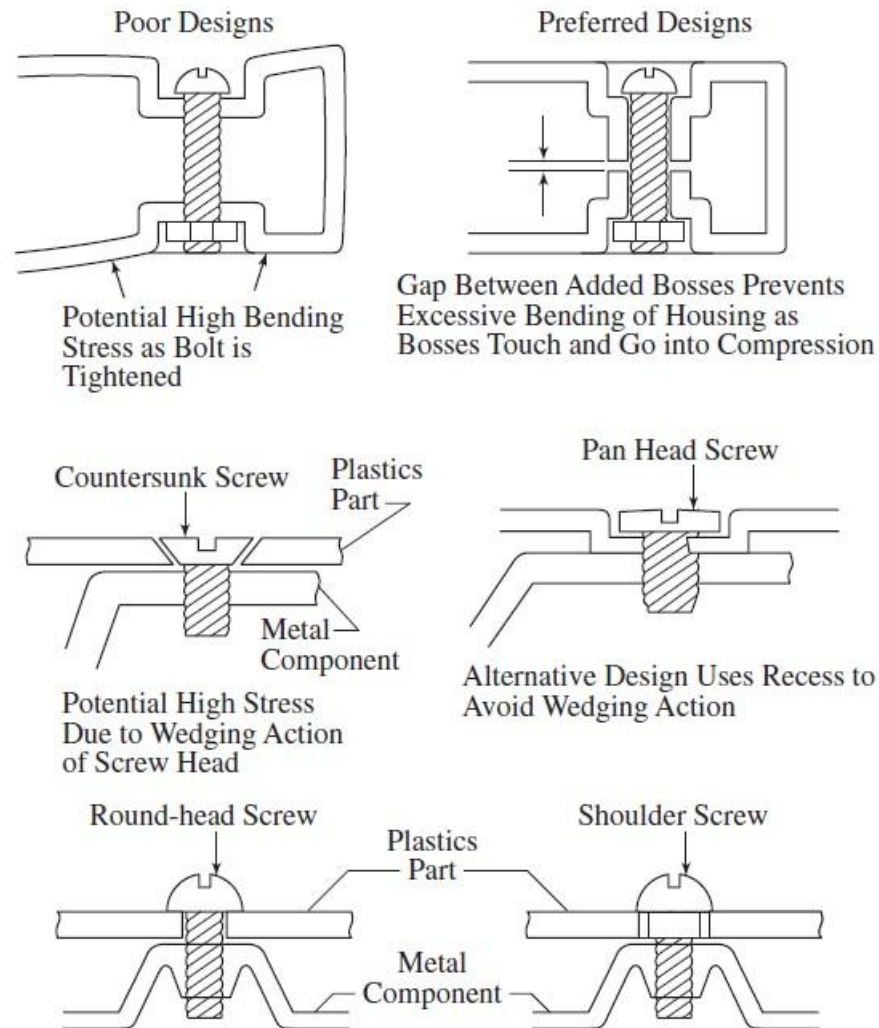 Poor Designs
Preferred Designs
Potential High Bending
Stress as Bolt is
Tightened
Gap Between Added Bosses Prevents
Excessive Bending of Housing as
Bosses Touch and Go into Compression
Countersunk Screw
Plastics
Part
Metal
Component
Potential High Stress
Due to Wedging Action
of Screw Head
Pan Head Screw
Alternative Design Uses Recess to
Avoid Wedging Action
Round-head Screw
Shoulder Screw
Plastics
Part
Metal
Component